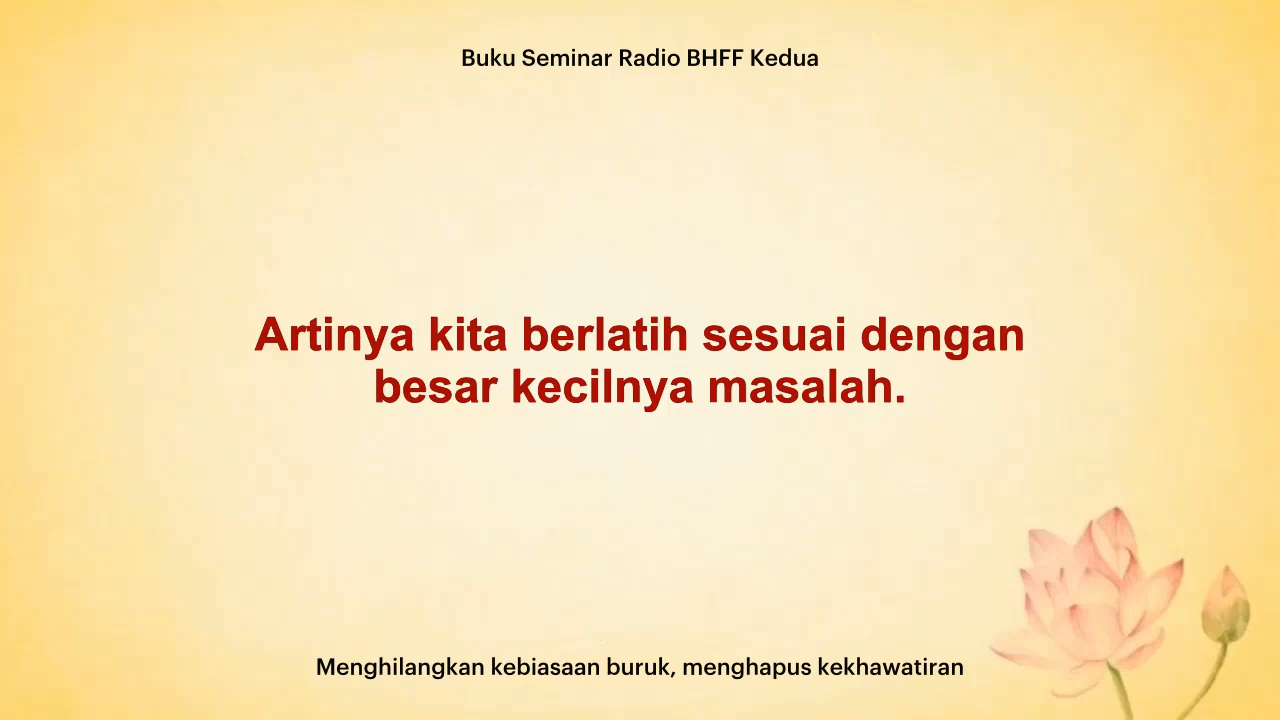 Buku Seminar Radio BHFF Kedua
Artinya kita berlatih sesuai dengan
besar kecilnya masalah.
Menghilangkan kebiasaan buruk, menghapus kekhawatiran